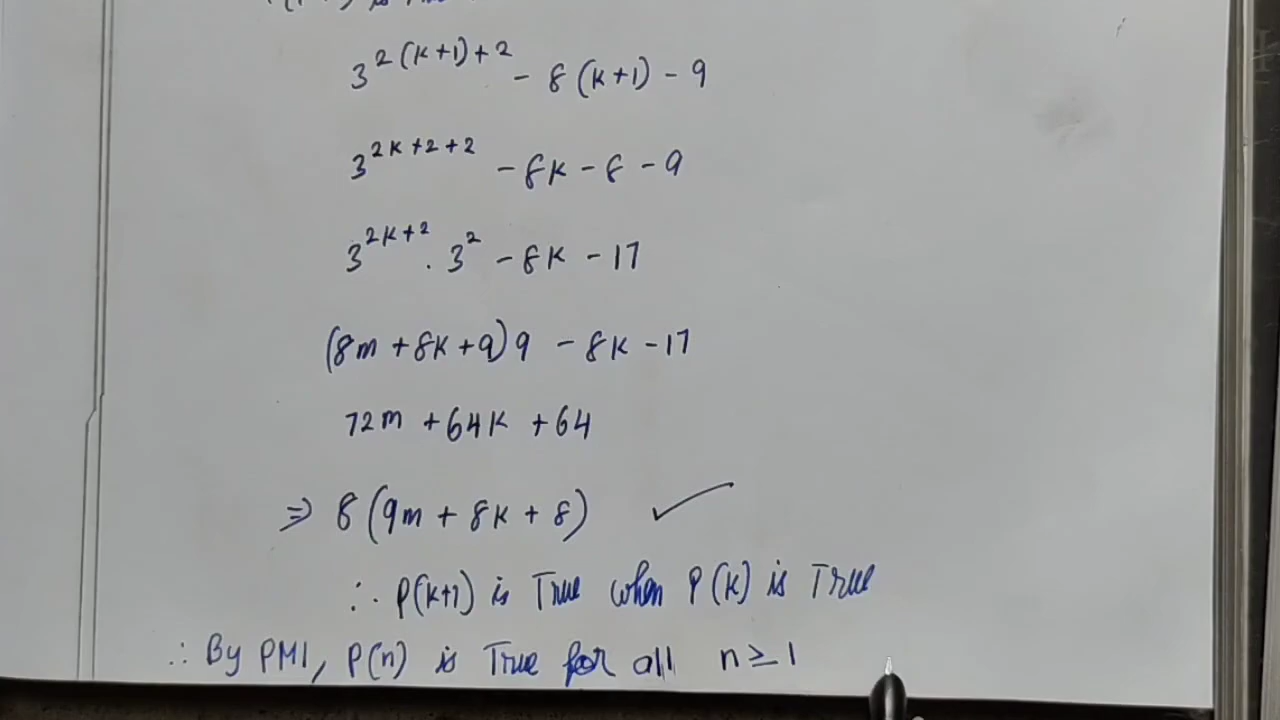 is True
3^{2(k+1)+2} - 8(k+1) - 9
3^{2k+2+2} - 8k - 8 - 9
3^{2k+2} . 3^2 - 8k - 17
(8m + 8k + 9) 9 - 8k - 17
72m + 64k + 64
⇒ 8(9m + 8k + 8) ✓
∴ P(k+1) is True when P(k) is True
∴ By PMI, P(n) is True for all n ≥ 1